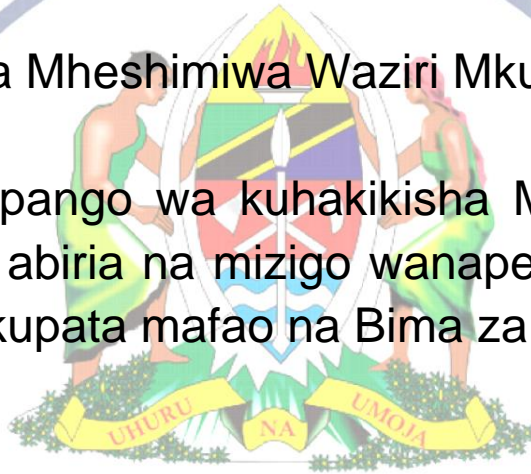 a Mheshimiwa Waziri Mku
pango wa kuhakikisha M
abiria na mizigo wanape
kupata mafao na Bima za
UHURU NA UMOJA